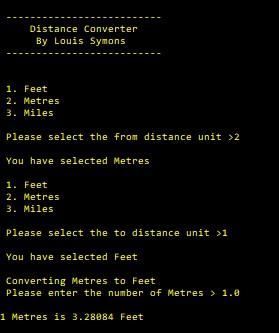 --------------------------
Distance Converter
By Louis Symons
--------------------------
1. Feet
2. Metres
3. Miles
Please select the from distance unit >2
You have selected Metres
1. Feet
2. Metres
3. Miles
Please select the to distance unit >1
You have selected Feet
Converting Metres to Feet
Please enter the number of Metres > 1.0
1 Metres is 3.28084 Feet